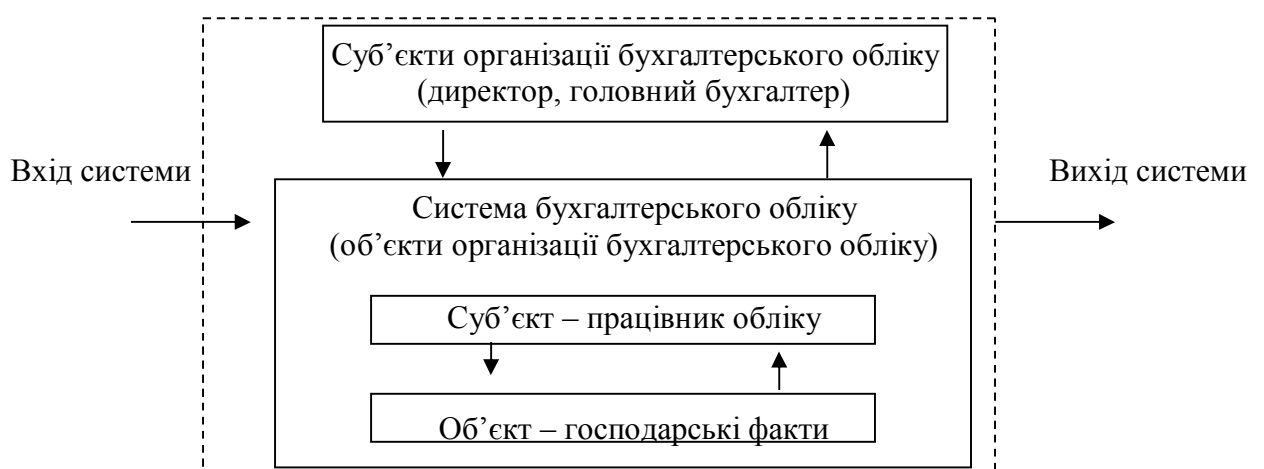 Суб’єкти організації бухгалтерського обліку
(директор, головний бухгалтер)
Вхід системи
Вихід системи
Система бухгалтерського обліку
(об’єкти організації бухгалтерського обліку)
Суб’єкт – працівник обліку
Об’єкт – господарські факти